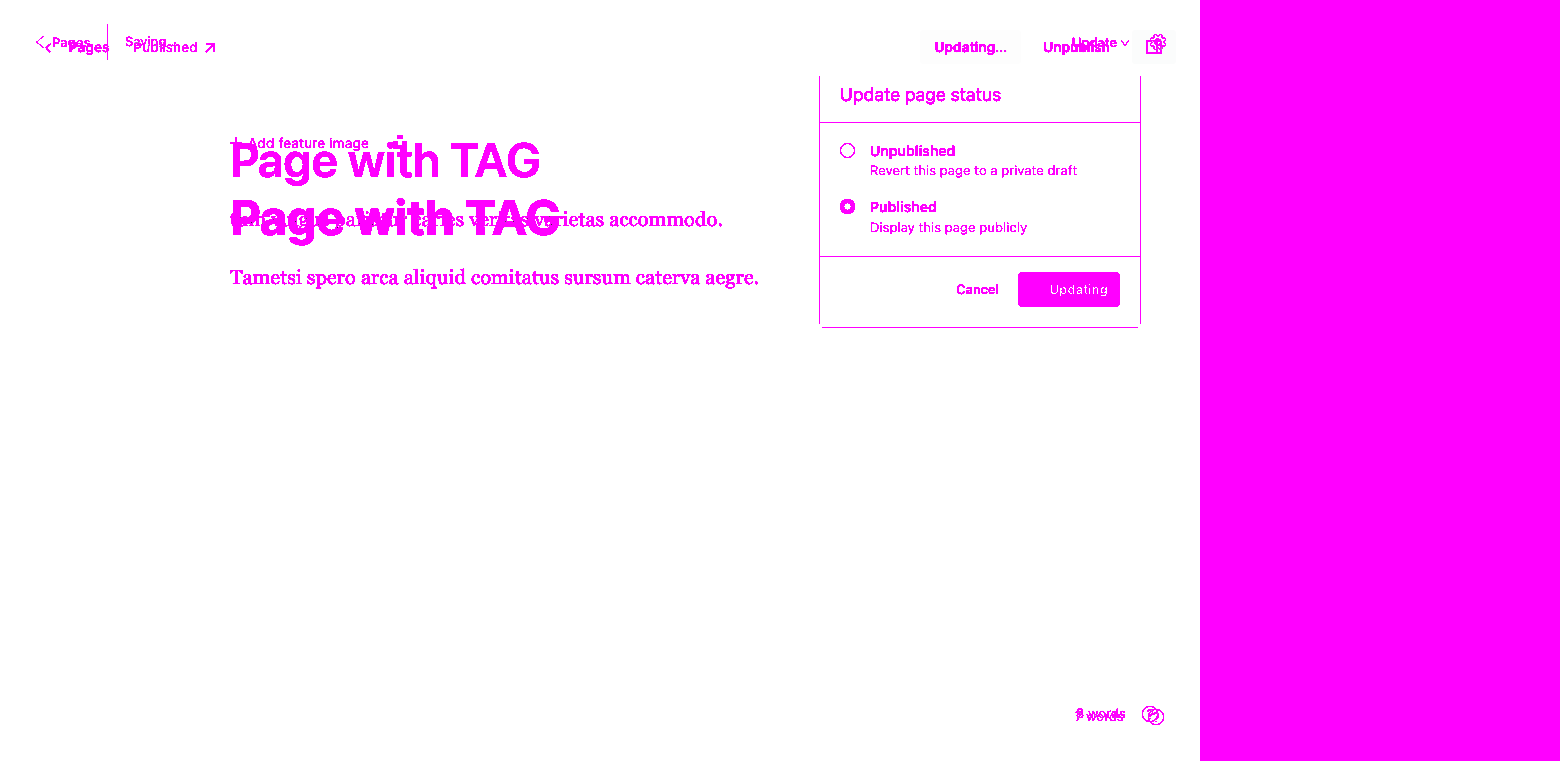 Pages Saving...
Pages Published
Updating... Unpublish Update
Update page status
Add feature image
Page with TAG
Unpublished
Revert this page to a private draft
Published
Page with TAG
varietas accommodo.
Display this page publicly
Tametsi spero arca aliquid comitatus sursum caterva aegre.
Cancel Updating
8 words
7 words